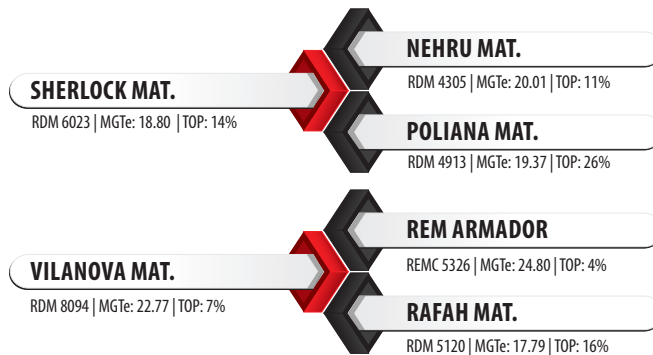 NEHRU MAT.
RDM 4305 | MGTe: 20.01 | TOP: 11%
SHERLOCK MAT.
RDM 6023 | MGTe: 18.80 | TOP: 14%
POLIANA MAT.
RDM 4913 | MGTe: 19.37 | TOP: 26%
REM ARMADOR
REMC 5326 | MGTe: 24.80 | TOP: 4%
VILANOVA MAT.
RDM 8094 | MGTe: 22.77 | TOP: 7%
RAFAH MAT.
RDM 5120 | MGTe: 17.79 | TOP: 16%